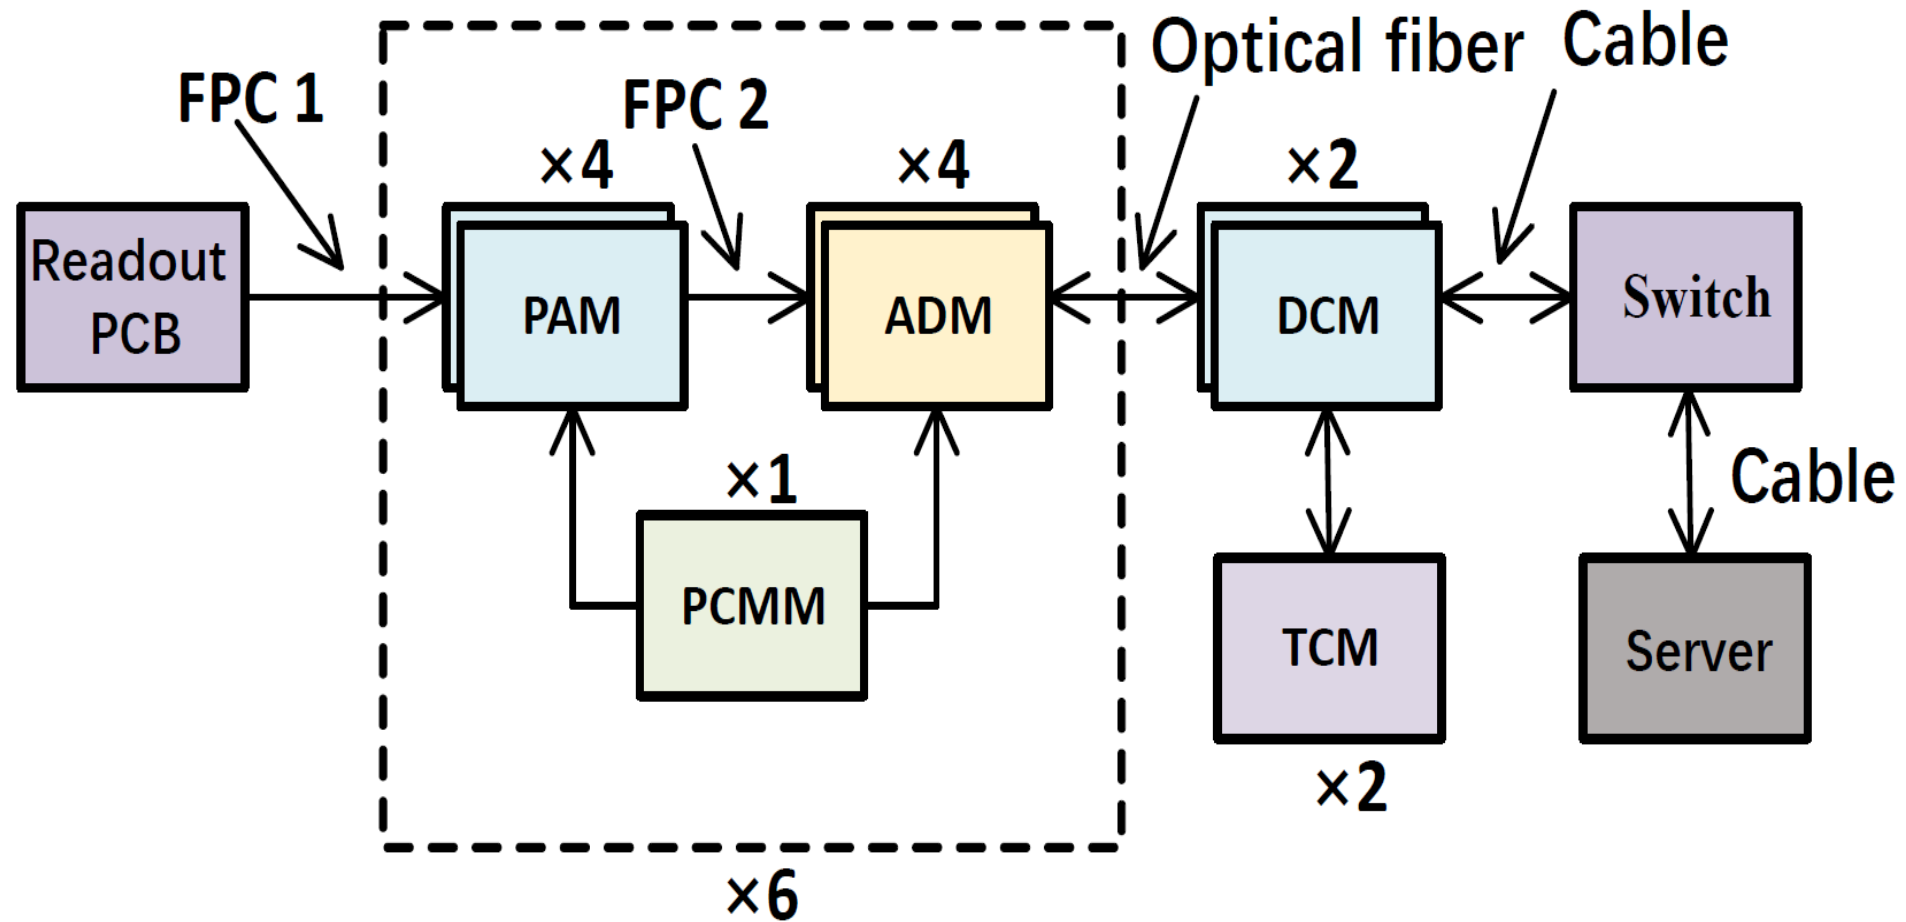 FPC 1
FPC 2
Optical fiber
Cable
×4
×4
×2
Readout
PCB
PAM
ADM
DCM
Switch
×1
Cable
PCMM
TCM
Server
×2
×6